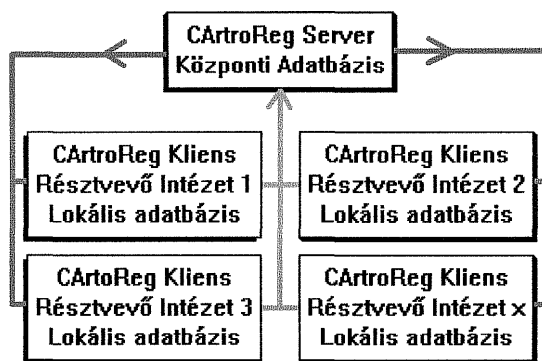 CArtroReg Server
Központi Adatbázis
CArtroReg Kliens
Résztvevő Intézet 1
Lokális adatbázis
CArtroReg Kliens
Résztvevő Intézet 2
Lokális adatbázis
CArtoReg Kliens
Résztvevő Intézet 3
Lokális adatbázis
CArtroReg Kliens
Résztvevő Intézet x
Lokális adatbázis